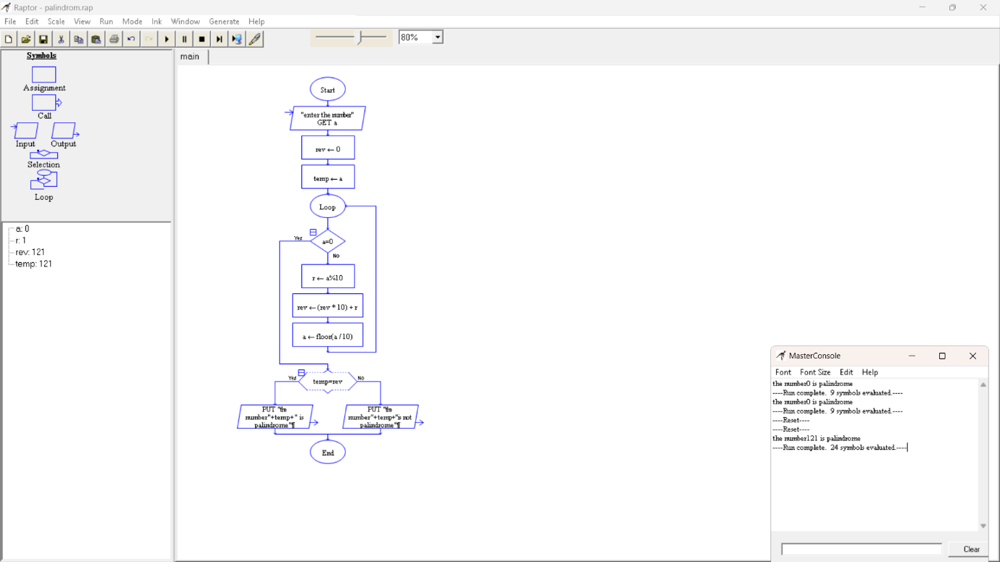 Raptor - palindrom.rap
File Edit Scale View Run Mode Ink Window Generate Help
80%
Symbols
Assignment
Call
Input Output
Selection
Loop
a: 0
r: 1
rev: 121
temp: 121
main
Start
"enter the number"
GET a
rev ← 0
temp ← a
Loop
Yes
a=0
No
r ← a%10
rev ← (rev * 10) + r
a ← floor(a / 10)
Yes
temp=rev
No
PUT "the
number"+temp+" is
palindrome"¶
PUT "the
number"+temp+"is not
palindrome"¶
End
MasterConsole
Font Font Size Edit Help
the number0 is palindrome
----Run complete. 9 symbols evaluated.----
the number0 is palindrome
----Run complete. 9 symbols evaluated.----
----Reset----
----Reset----
the number121 is palindrome
----Run complete. 24 symbols evaluated.----
Clear